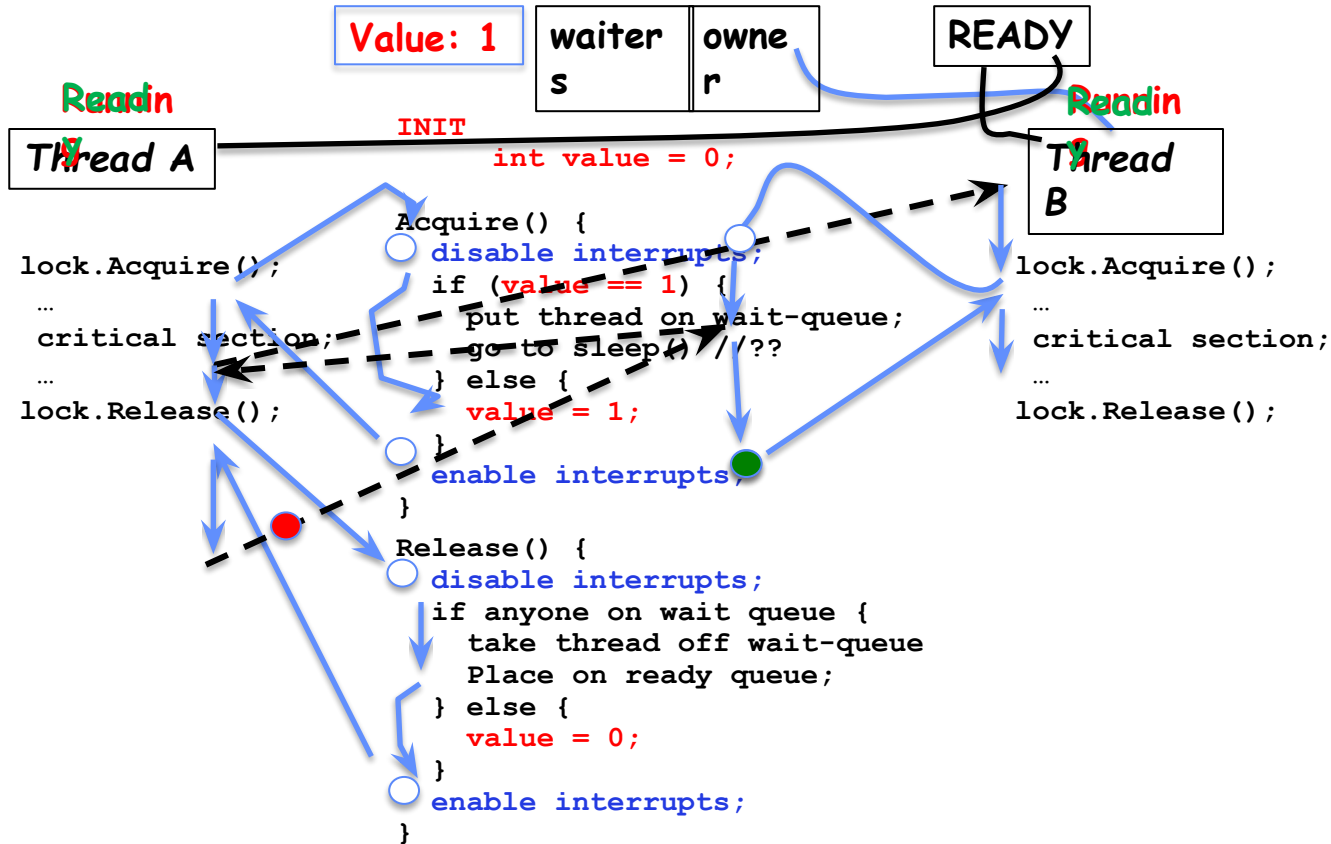 Value: 1
waiter
s
owne
r
READY
Thread A
INIT
int value = 0;
Thread
B
Acquire() {
disable interrupts;
if (value == 1) {
put thread on wait-queue;
go to sleep() //??
} else {
value = 1;
}
enable interrupts;
}
lock.Acquire();
…
critical section;
…
lock.Release();
lock.Acquire();
…
critical section;
…
lock.Release();
Release() {
disable interrupts;
if anyone on wait queue {
take thread off wait-queue
Place on ready queue;
} else {
value = 0;
}
enable interrupts;
}